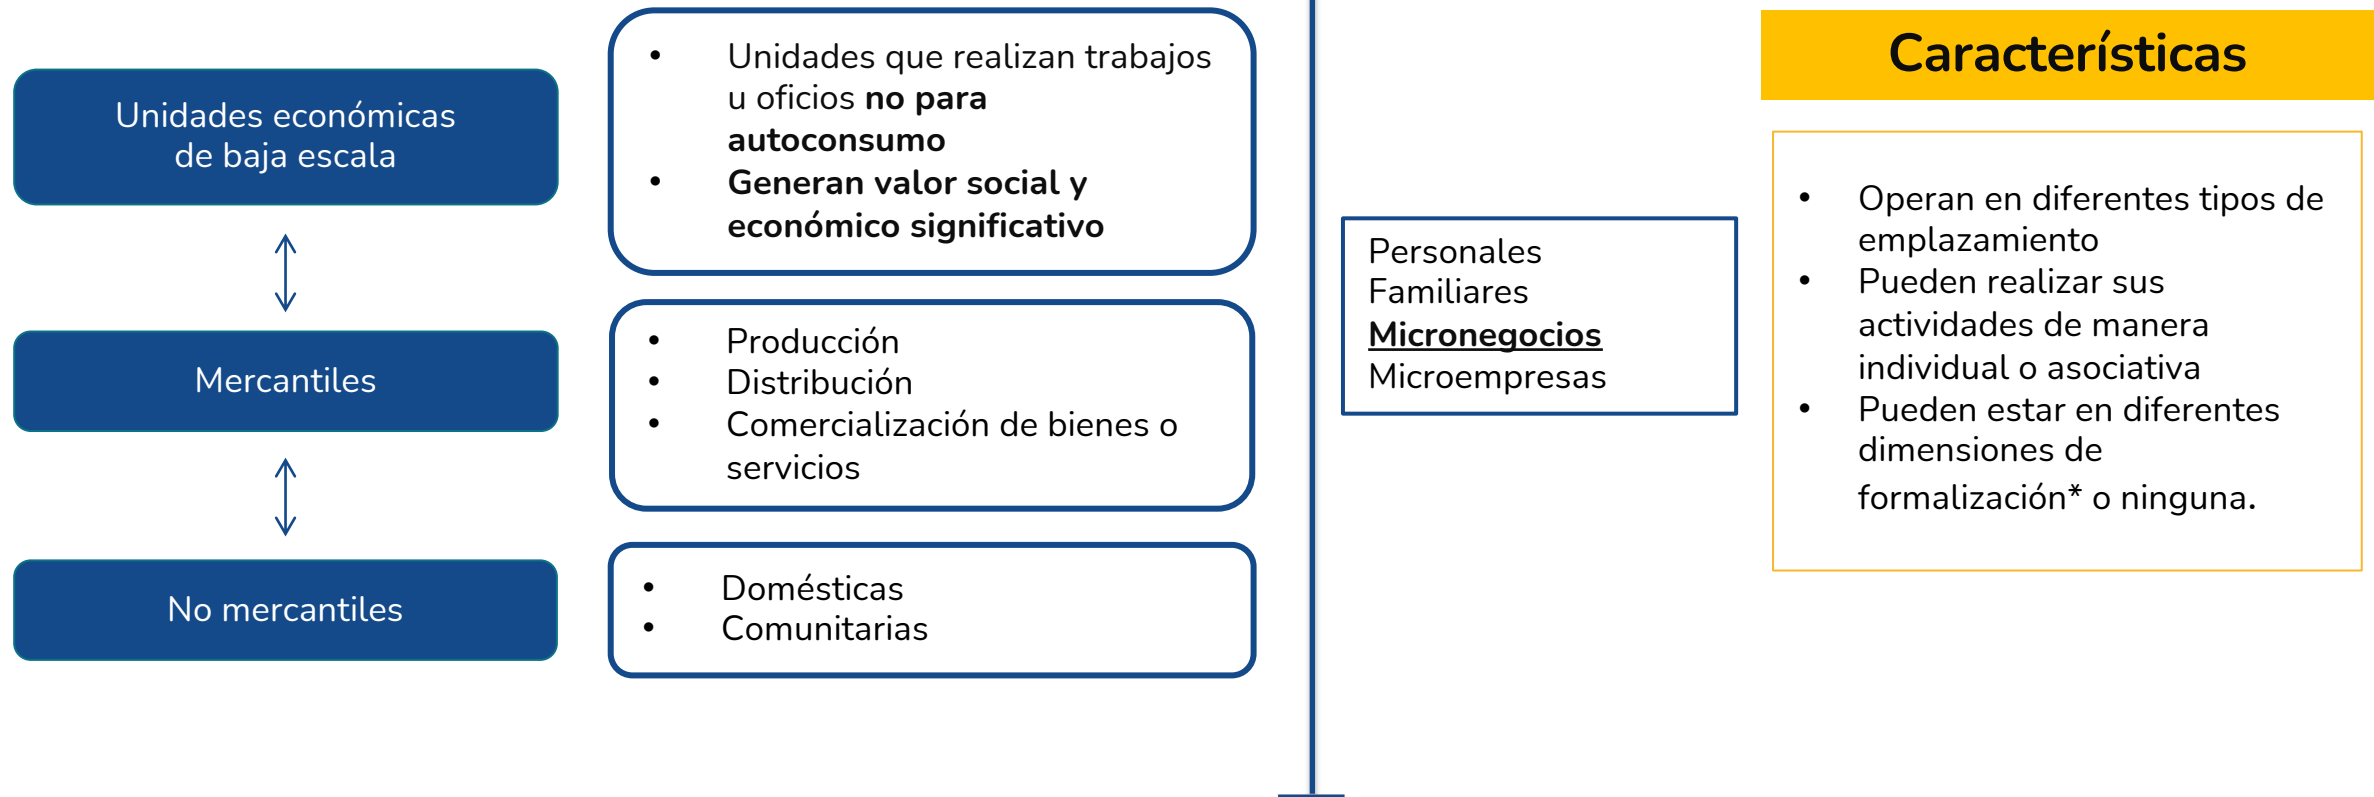 Unidades económicas
de baja escala
• Unidades que realizan trabajos
u oficios no para
autoconsumo
• Generan valor social y
económico significativo
Mercantiles
• Producción
• Distribución
• Comercialización de bienes o
servicios
No mercantiles
• Domésticas
• Comunitarias
Personales
Familiares
Micronegocios
Microempresas
Características
• Operan en diferentes tipos de
emplazamiento
• Pueden realizar sus
actividades de manera
individual o asociativa
• Pueden estar en diferentes
dimensiones de
formalización* o ninguna.